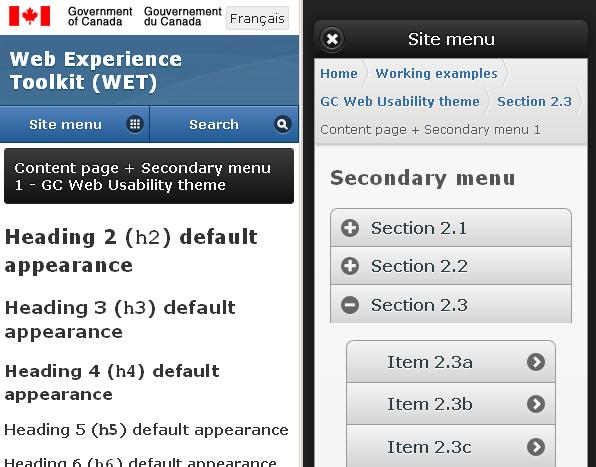 Government of Canada
Gouvernement du Canada
Français
Web Experience
Toolkit (WET)
Site menu
Search
Content page + Secondary menu
1 - GC Web Usability theme
Heading 2 (h2) default
appearance
Heading 3 (h3) default
appearance
Heading 4 (h4) default
appearance
Heading 5 (h5) default appearance
Heading 6 (h6) default appearance
Site menu
Home Working examples
GC Web Usability theme Section 2.3
Content page + Secondary menu 1
Secondary menu
Section 2.1
Section 2.2
Section 2.3
Item 2.3a
Item 2.3b
Item 2.3c